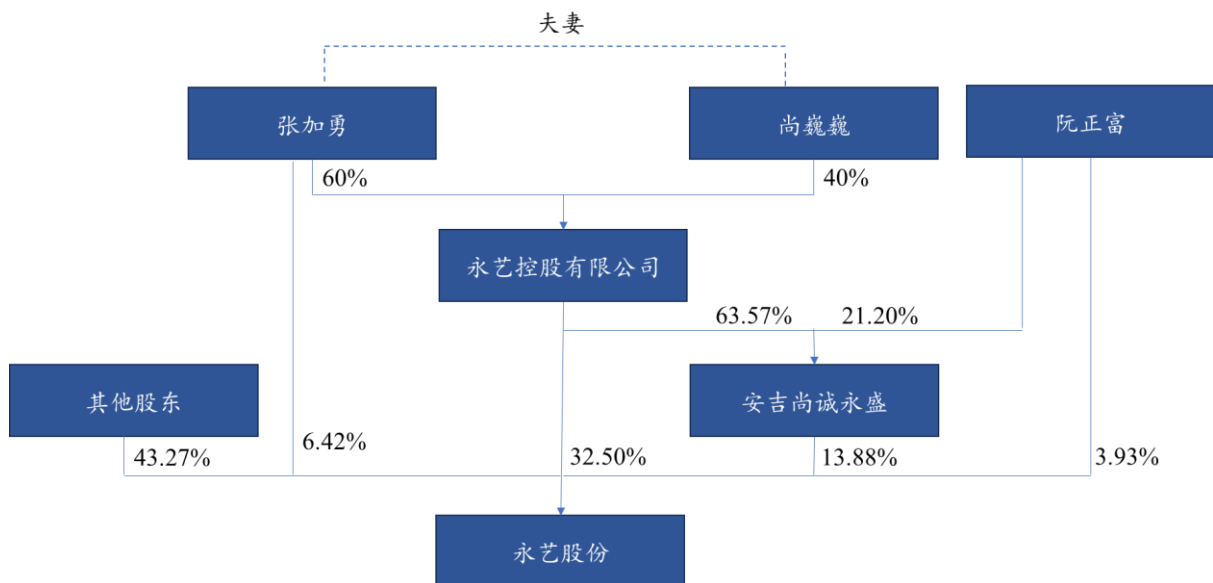 夫妻
张加勇
尚巍巍
阮正富
60%
40%
永艺控股有限公司
63.57%
21.20%
其他股东
安吉尚诚永盛
43.27%
6.42%
32.50%
13.88%
3.93%
永艺股份